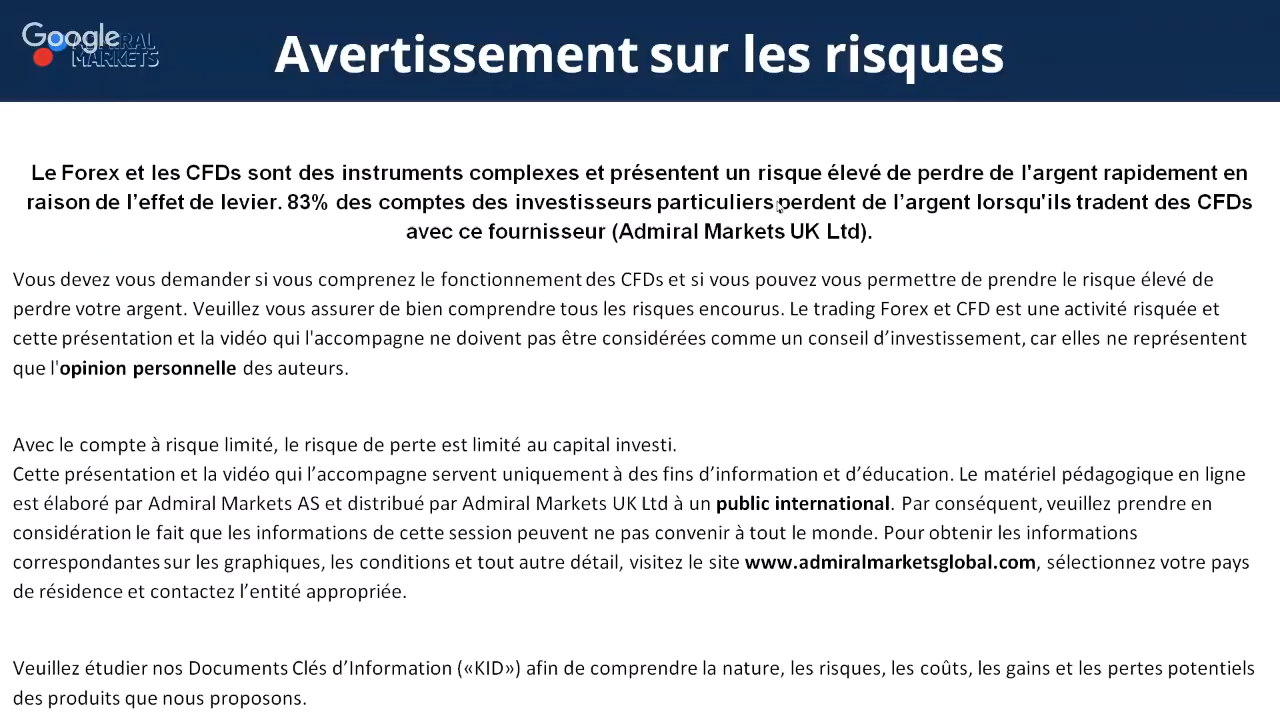 Google
ADMIRAL
MARKETS
Avertissement sur les risques
Le Forex et les CFDs sont des instruments complexes et présentent un risque élevé de perdre de l'argent rapidement en
raison de l’effet de levier. 83% des comptes des investisseurs particuliers perdent de l’argent lorsqu'ils tradent des CFDs
avec ce fournisseur (Admiral Markets UK Ltd).
Vous devez vous demander si vous comprenez le fonctionnement des CFDs et si vous pouvez vous permettre de prendre le risque élevé de
perdre votre argent. Veuillez vous assurer de bien comprendre tous les risques encourus. Le trading Forex et CFD est une activité risquée et
cette présentation et la vidéo qui l'accompagne ne doivent pas être considérées comme un conseil d’investissement, car elles ne représentent
que l'opinion personnelle des auteurs.
Avec le compte à risque limité, le risque de perte est limité au capital investi.
Cette présentation et la vidéo qui l’accompagne servent uniquement à des fins d’information et d’éducation. Le matériel pédagogique en ligne
est élaboré par Admiral Markets AS et distribué par Admiral Markets UK Ltd à un public international. Par conséquent, veuillez prendre en
considération le fait que les informations de cette session peuvent ne pas convenir à tout le monde. Pour obtenir les informations
correspondantes sur les graphiques, les conditions et tout autre détail, visitez le site www.admiralmarketsglobal.com, sélectionnez votre pays
de résidence et contactez l’entité appropriée.
Veuillez étudier nos Documents Clés d’Information («KID») afin de comprendre la nature, les risques, les coûts, les gains et les pertes potentiels
des produits que nous proposons.